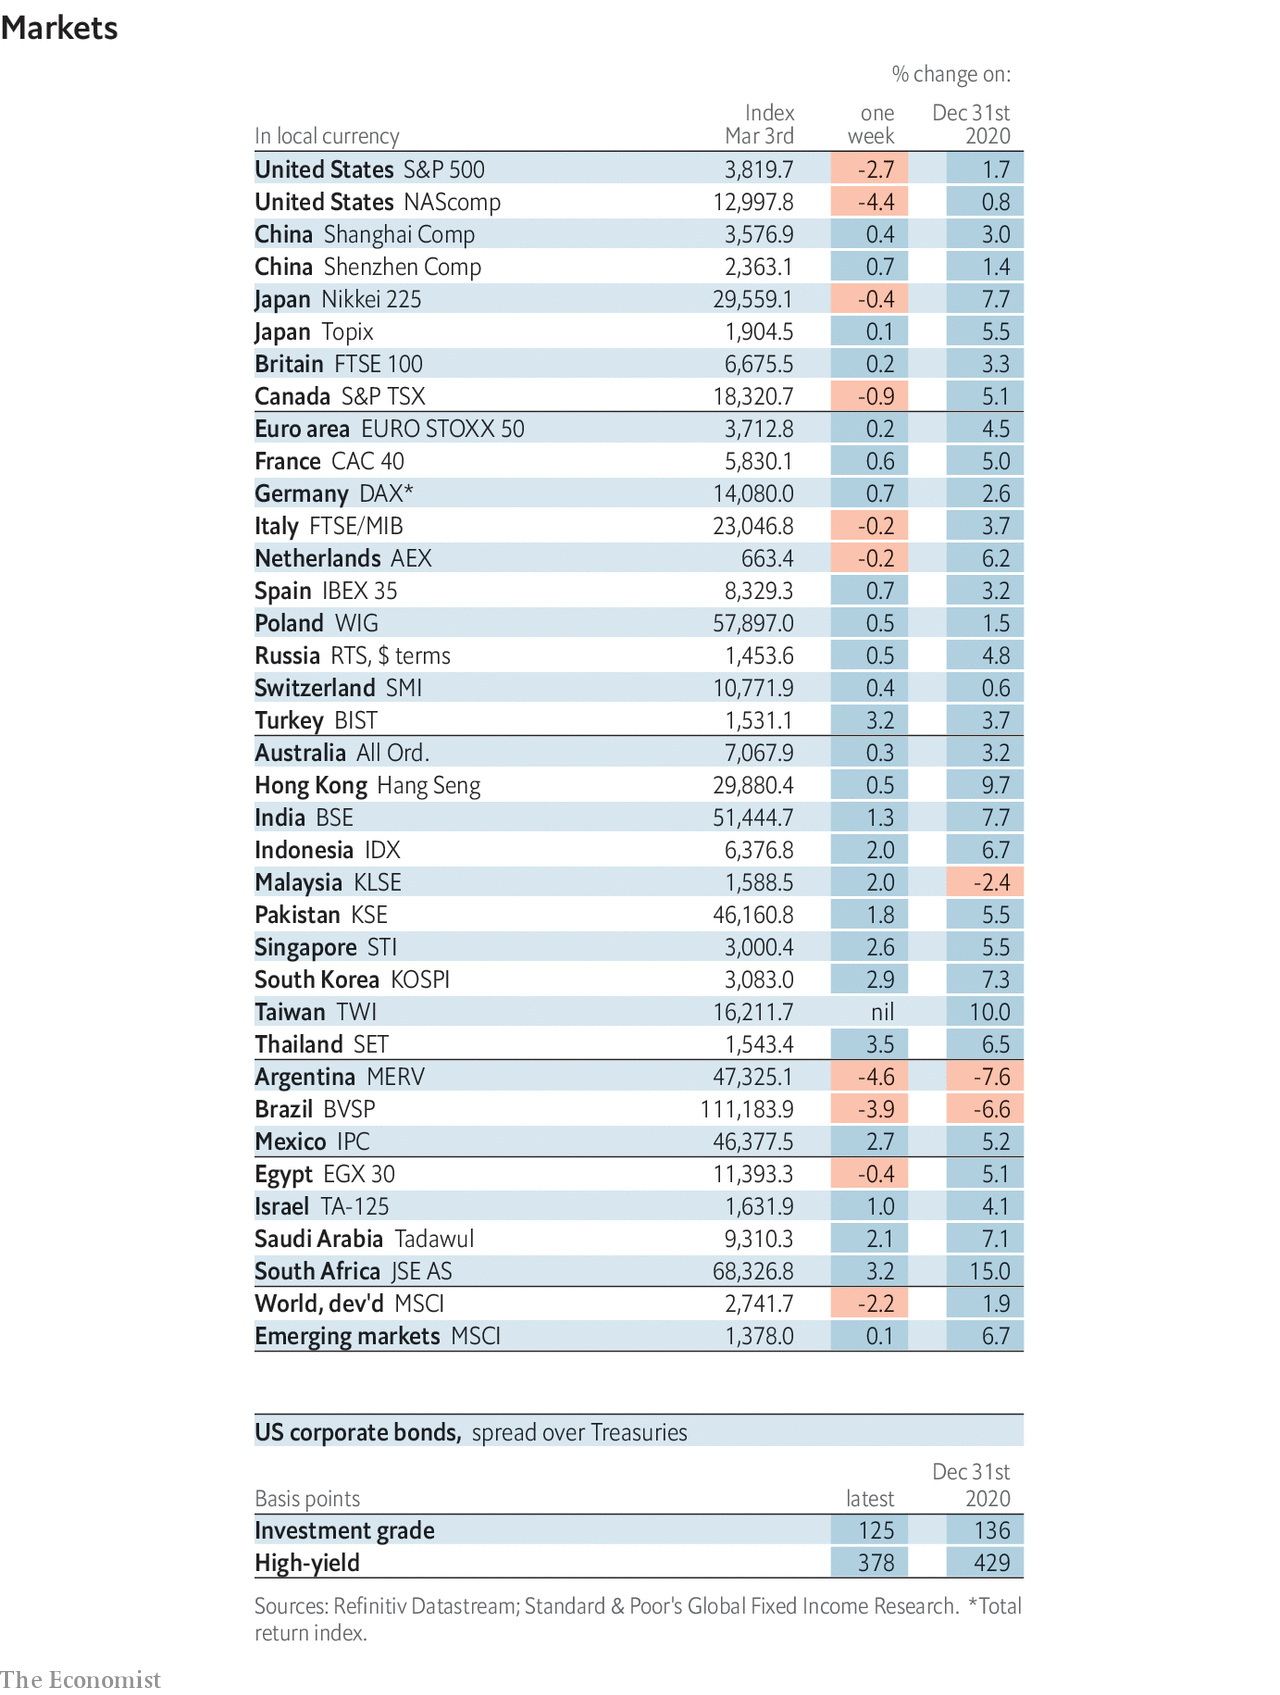 Markets
% change on:
Index one Dec 31st
In local currency Mar 3rd week 2020
United States S&P 500 3,819.7 -2.7 1.7
United States NAScomp 12,997.8 -4.4 0.8
China Shanghai Comp 3,576.9 0.4 3.0
China Shenzhen Comp 2,363.1 0.7 1.4
Japan Nikkei 225 29,559.1 -0.4 7.7
Japan Topix 1,904.5 0.1 5.5
Britain FTSE 100 6,675.5 0.2 3.3
Canada S&P TSX 18,320.7 -0.9 5.1
Euro area EURO STOXX 50 3,712.8 0.2 4.5
France CAC 40 5,830.1 0.6 5.0
Germany DAX* 14,080.0 0.7 2.6
Italy FTSE/MIB 23,046.8 -0.2 3.7
Netherlands AEX 663.4 -0.2 6.2
Spain IBEX 35 8,329.3 0.7 3.2
Poland WIG 57,897.0 0.5 1.5
Russia RTS, $ terms 1,453.6 0.5 4.8
Switzerland SMI 10,771.9 0.4 0.6
Turkey BIST 1,531.1 3.2 3.7
Australia All Ord. 7,067.9 0.3 3.2
Hong Kong Hang Seng 29,880.4 0.5 9.7
India BSE 51,444.7 1.3 7.7
Indonesia IDX 6,376.8 2.0 6.7
Malaysia KLSE 1,588.5 2.0 -2.4
Pakistan KSE 46,160.8 1.8 5.5
Singapore STI 3,000.4 2.6 5.5
South Korea KOSPI 3,083.0 2.9 7.3
Taiwan TWI 16,211.7 nil 10.0
Thailand SET 1,543.4 3.5 6.5
Argentina MERV 47,325.1 -4.6 -7.6
Brazil BVSP 111,183.9 -3.9 -6.6
Mexico IPC 46,377.5 2.7 5.2
Egypt EGX 30 11,393.3 -0.4 5.1
Israel TA-125 1,631.9 1.0 4.1
Saudi Arabia Tadawul 9,310.3 2.1 7.1
South Africa JSE AS 68,326.8 3.2 15.0
World, dev'd MSCI 2,741.7 -2.2 1.9
Emerging markets MSCI 1,378.0 0.1 6.7
US corporate bonds, spread over Treasuries
Dec 31st
Basis points latest 2020
Investment grade 125 136
High-yield 378 429
Sources: Refinitiv Datastream; Standard & Poor's Global Fixed Income Research. *Total
return index.
The Economist